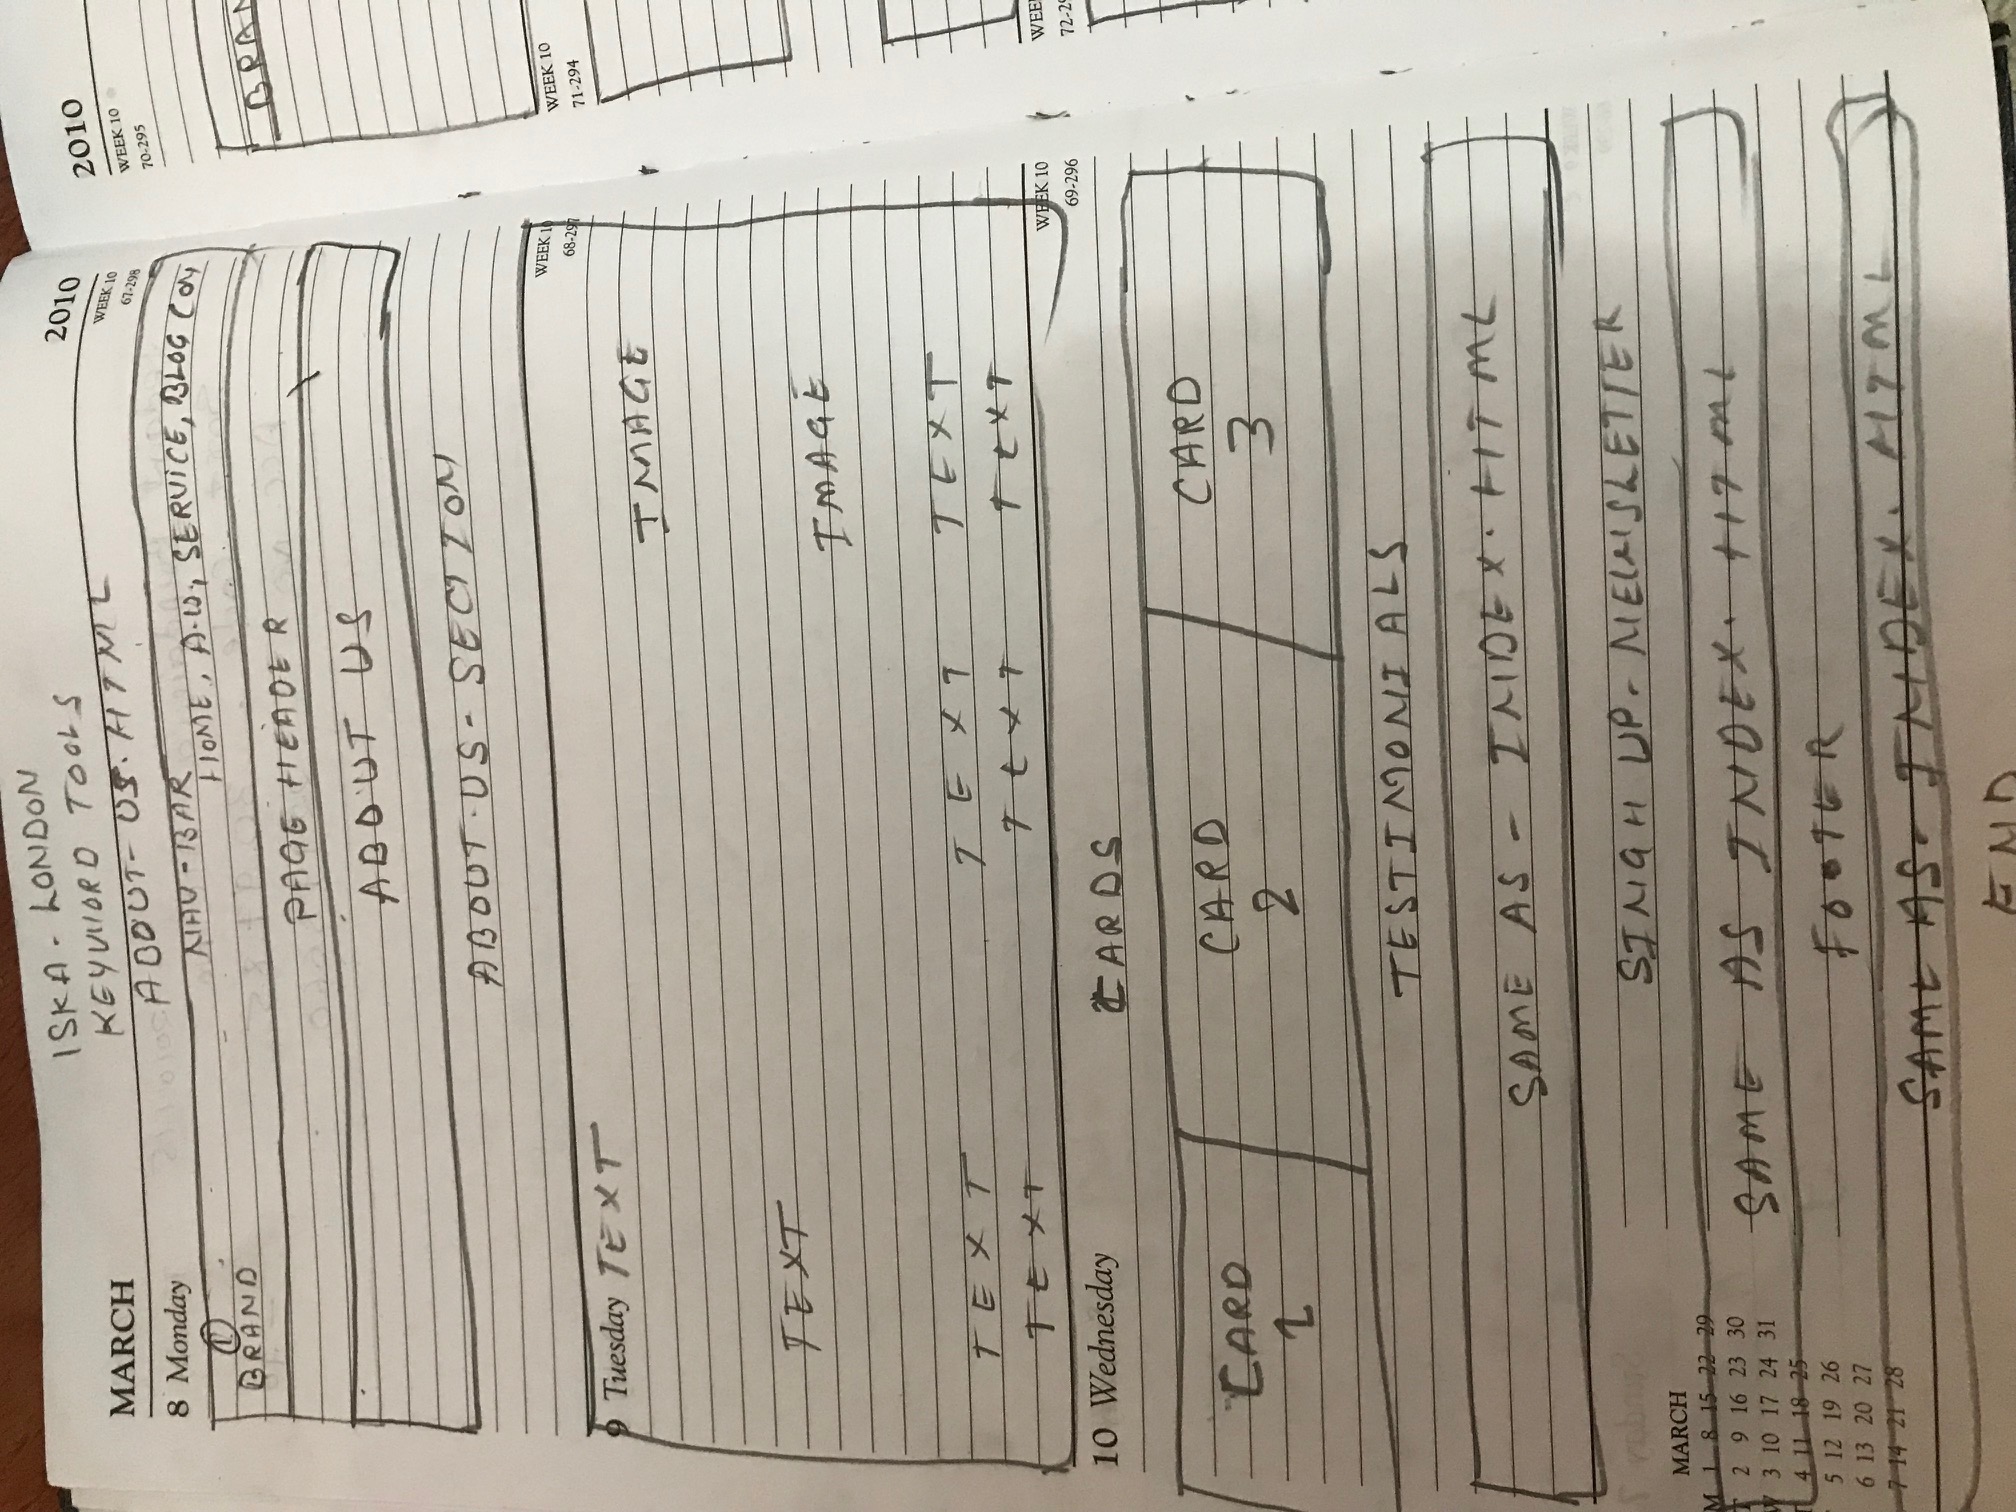 ISKA - LONDON
KEYWORD TOOLS
2010
MARCH
WEEK 10
67-298
ABOUT-US.HTML
8 Monday
NAV-BAR
HOME, A-U, SERVICE, BLOG CON
1
BRAND
PAGE HEADER
ABOUT US
ABOUT-US-SECTION
WEEK 10
68-297
9 Tuesday TEXT
IMAGE
TEXT
IMAGE
TEXT TEXT TEXT
TEXT TEXT TEXT
WEEK 10
69-296
10 Wednesday
CARDS
CARD CARD CARD
1 2 3
TESTIMONIALS
SAME AS - INDEX.HTML
SINGH UP - NEWSLETTER
MARCH
M 1 8 15 22 29
T 2 9 16 23 30
W 3 10 17 24 31
T 4 11 18 25
5 12 19 26
6 13 20 27
7 14 21 28
SAME AS INDEX.HTML
FOOTER
SAME AS - INDEX.HTML
END
2010
WEEK 10
70-295
BRAN
WEEK 10
71-294
WEE
72-29